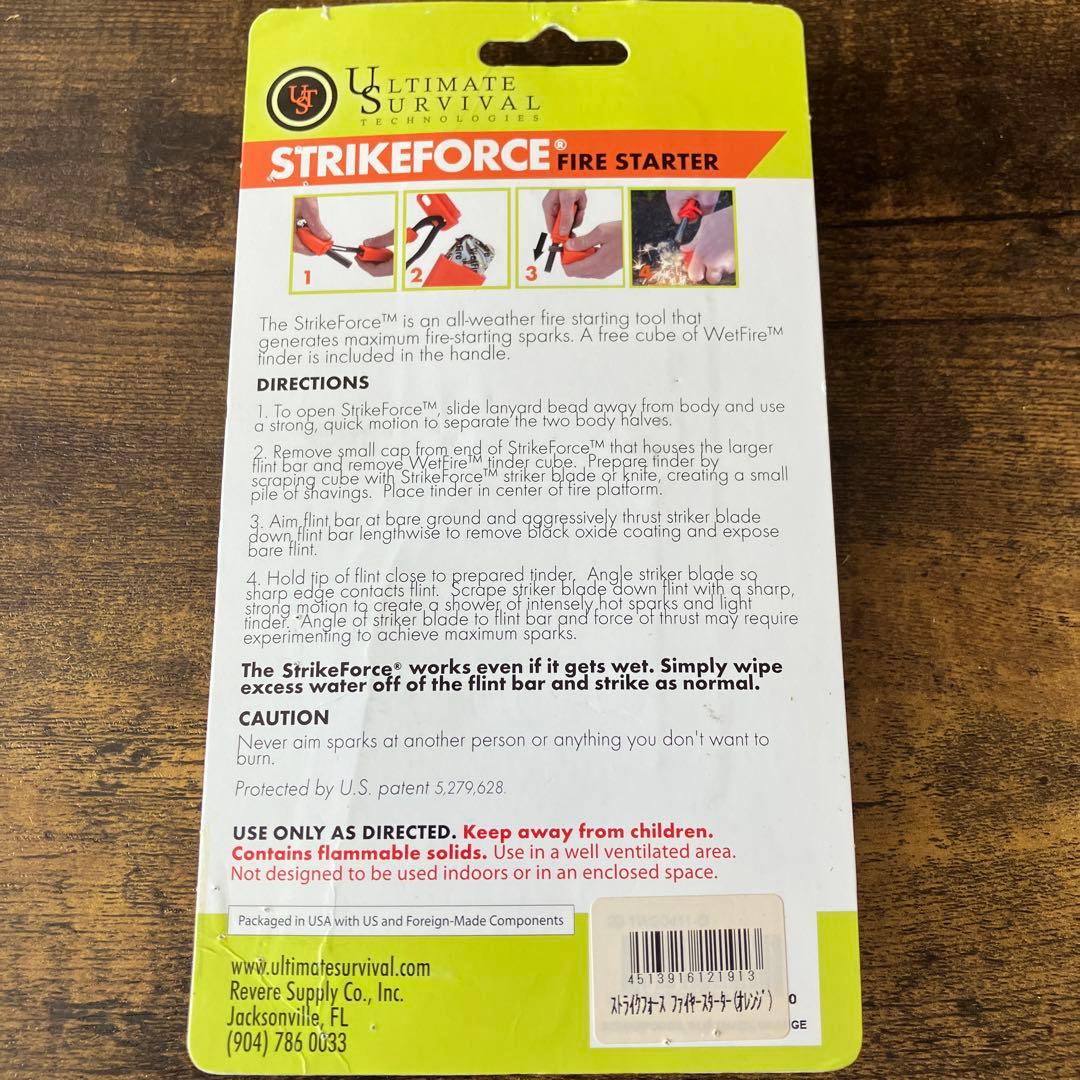 UST
ULTIMATE
SURVIVAL
TECHNOLOGIES
STRIKEFORCE® FIRE STARTER
1 2 3 4
The StrikeForce™ is an all-weather fire starting tool that
generates maximum fire-starting sparks. A free cube of WetFire™
tinder is included in the handle.
DIRECTIONS
1. To open StrikeForce™, slide lanyard bead away from body and use
a strong, quick motion to separate the two body halves.
2. Remove small cap from end of StrikeForce™ that houses the larger
flint bar and remove WetFire™ tinder cube. Prepare tinder by
scraping cube with StrikeForce™ striker blade or knife, creating a small
pile of shavings. Place tinder in center of fire platform.
3. Aim flint bar at bare ground and aggressively thrust striker blade
down flint bar lengthwise to remove black oxide coating and expose
bare flint.
4. Hold tip of flint close to prepared tinder. Angle striker blade so
sharp edge contacts flint. Scrape striker blade down flint with a sharp,
strong motion to create a shower of intensely hot sparks and light
tinder. *Angle of striker blade to flint bar and force of thrust may require
experimenting to achieve maximum sparks.
The StrikeForce® works even if it gets wet. Simply wipe
excess water off of the flint bar and strike as normal.
CAUTION
Never aim sparks at another person or anything you don't want to
burn.
Protected by U.S. patent 5,279,628.
USE ONLY AS DIRECTED. Keep away from children.
Contains flammable solids. Use in a well ventilated area.
Not designed to be used indoors or in an enclosed space.
Packaged in USA with US and Foreign-Made Components
www.ultimatesurvival.com
Revere Supply Co., Inc.
Jacksonville, FL
(904) 786 0033
4513916121913
ストライクフォース ファイヤースターター(オレンジ)
0
GE